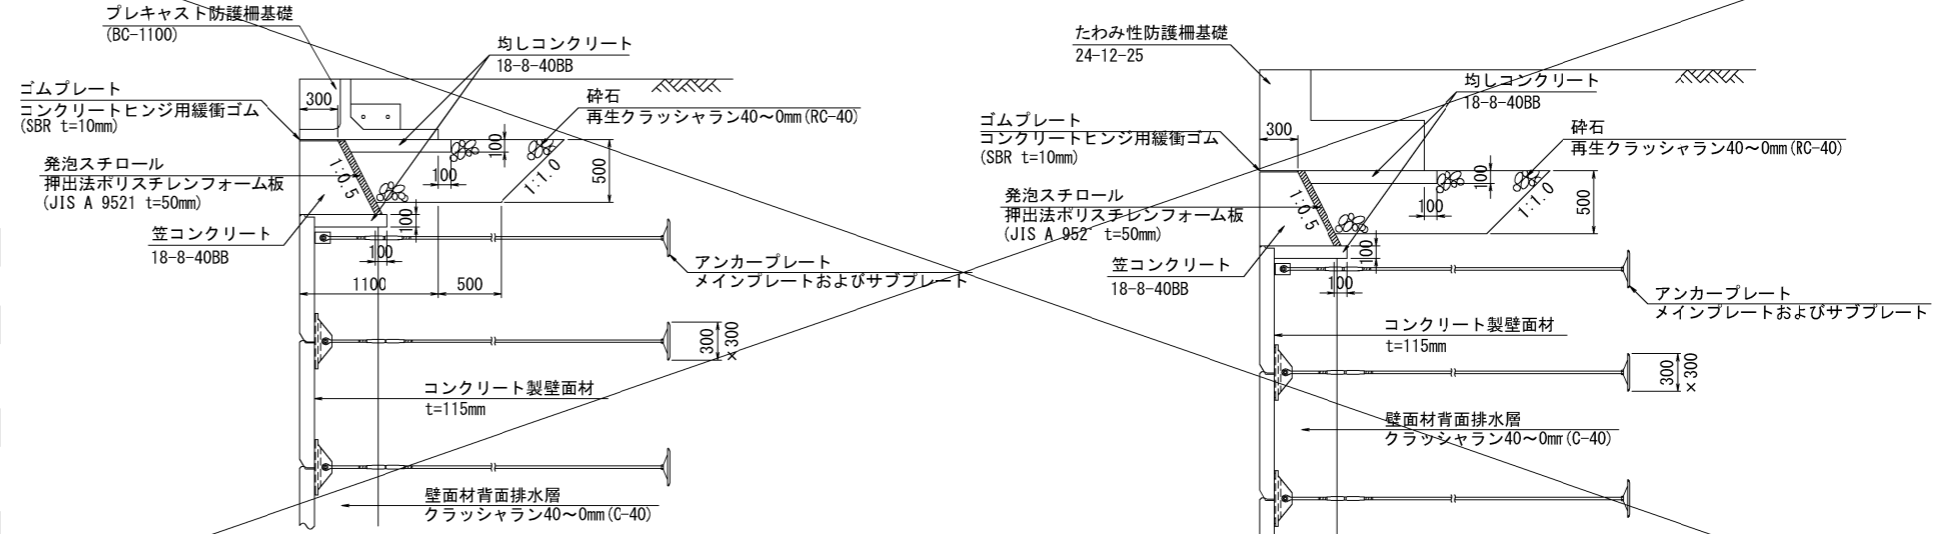 プレキャスト防護柵基礎
(BC-1100)
均しコンクリート
18-8-40BB
ゴムプレート
コンクリートヒンジ用緩衝ゴム
(SBR t=10mm)
300
砕石
再生クラッシャラン40～0mm(RC-40)
100
500
100
1:1.0
1:0.5
発泡スチロール
押出法ポリスチレンフォーム板
(JIS A 9521 t=50mm)
100
笠コンクリート
18-8-40BB
100
1100
500
アンカープレート
メインプレートおよびサブプレート
300
×300
コンクリート製壁面材
t=115mm
壁面材背面排水層
クラッシャラン40～0mm(C-40)
たわみ性防護柵基礎
24-12-25
均しコンクリート
18-8-40BB
ゴムプレート
コンクリートヒンジ用緩衝ゴム
(SBR t=10mm)
300
砕石
再生クラッシャラン40～0mm(RC-40)
100
500
100
1:1.0
1:0.5
発泡スチロール
押出法ポリスチレンフォーム板
(JIS A 952 t=50mm)
100
笠コンクリート
18-8-40BB
100
アンカープレート
メインプレートおよびサブプレート
コンクリート製壁面材
t=115mm
300
×300
壁面材背面排水層
クラッシャラン40～0mm(C-40)